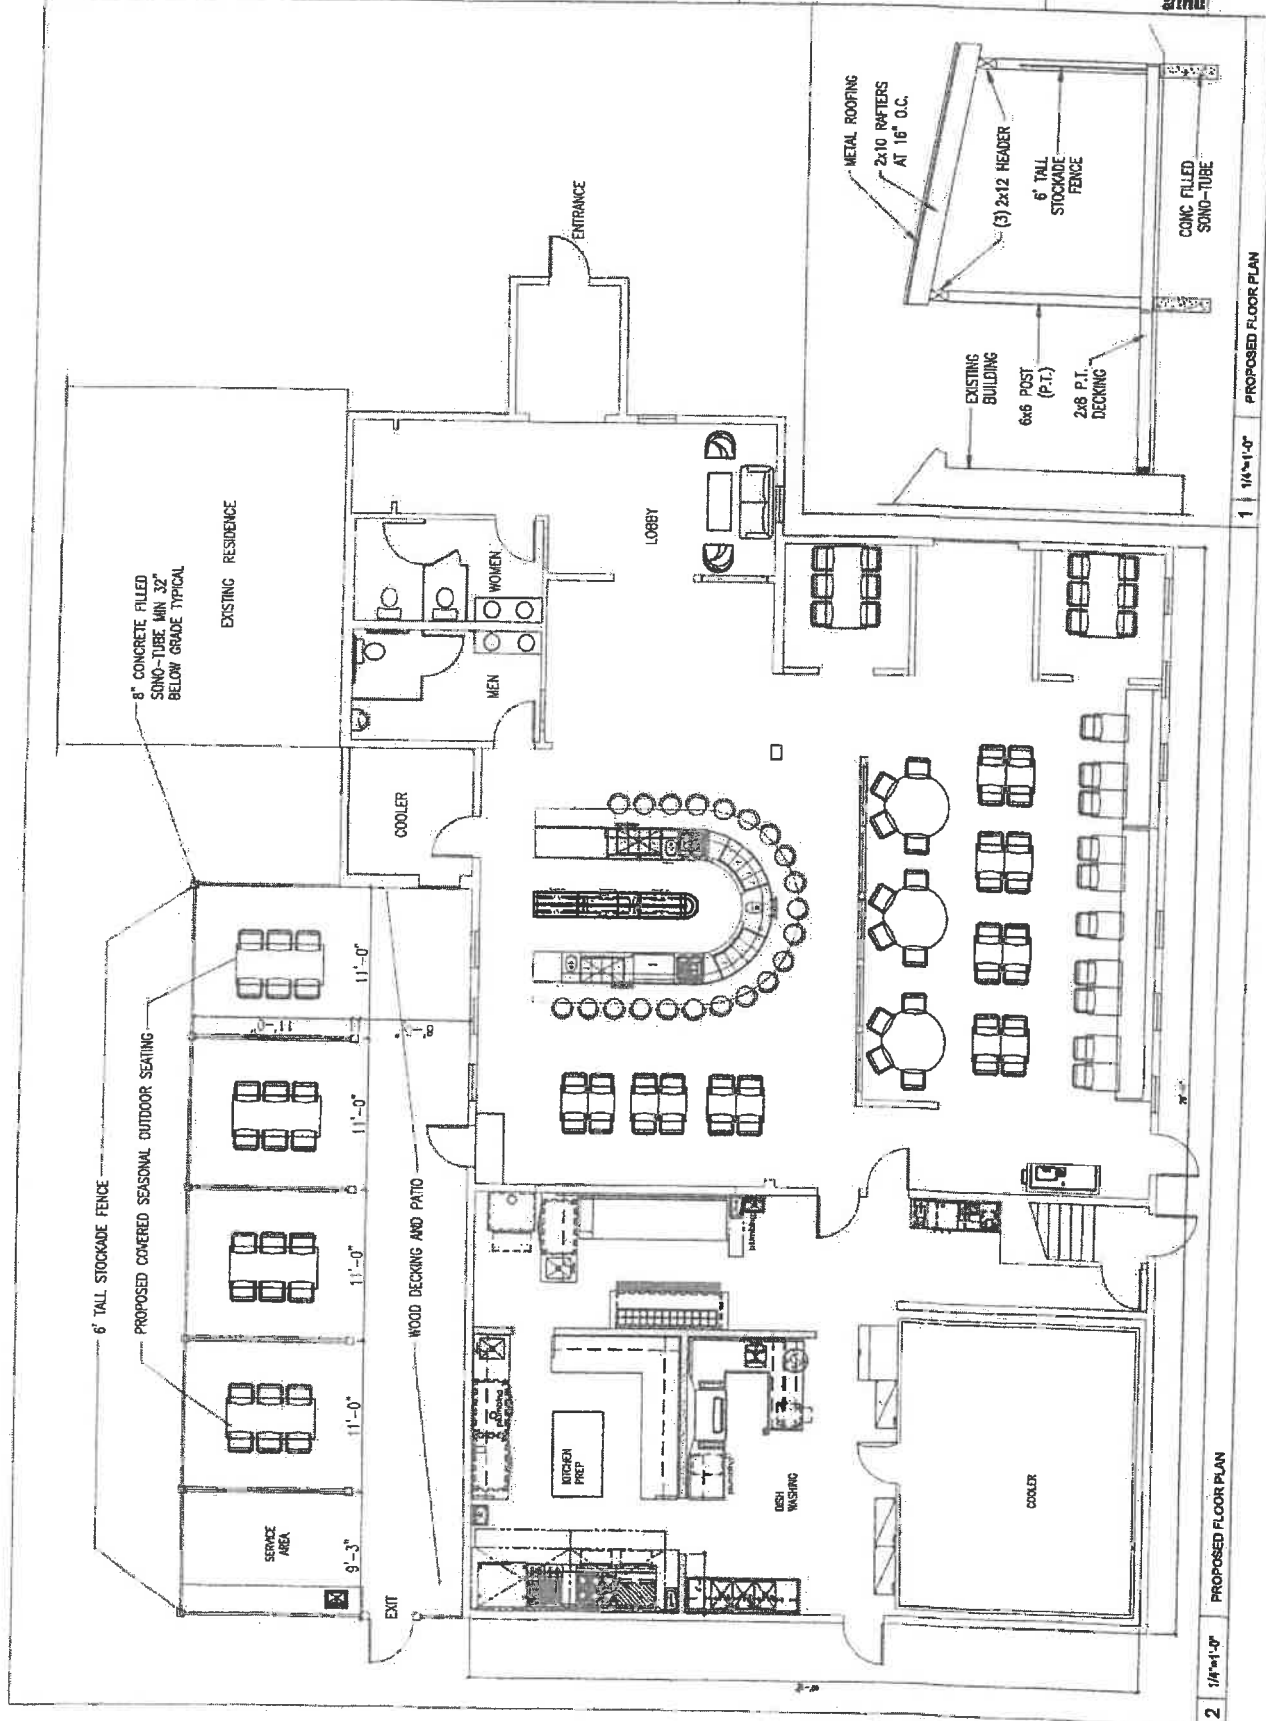 6' TALL STOCKADE FENCE
PROPOSED COVERED SEASONAL OUTDOOR SEATING
8" CONCRETE FILLED
SONO-TUBE MIN 32"
BELOW GRADE TYPICAL
EXISTING RESIDENCE
SERVICE
AREA
9'-3"
11'-0"
11'-0"
11'-0"
11'-0"
11'-0"
8'-0"
EXIT
WOOD DECKING AND PATIO
COOLER
MEN
WOMEN
LOBBY
ENTRANCE
KITCHEN
PREP
DISH
WASHING
COOLER
METAL ROOFING
2x10 RAFTERS
AT 16" O.C.
(3) 2x12 HEADER
6' TALL
STOCKADE
FENCE
EXISTING
BUILDING
6x6 POST
(P.T.)
2x8 P.T.
DECKING
CONC FILLED
SONO-TUBE
2 1/4"=1'-0" PROPOSED FLOOR PLAN
1 1/4"=1'-0" PROPOSED FLOOR PLAN